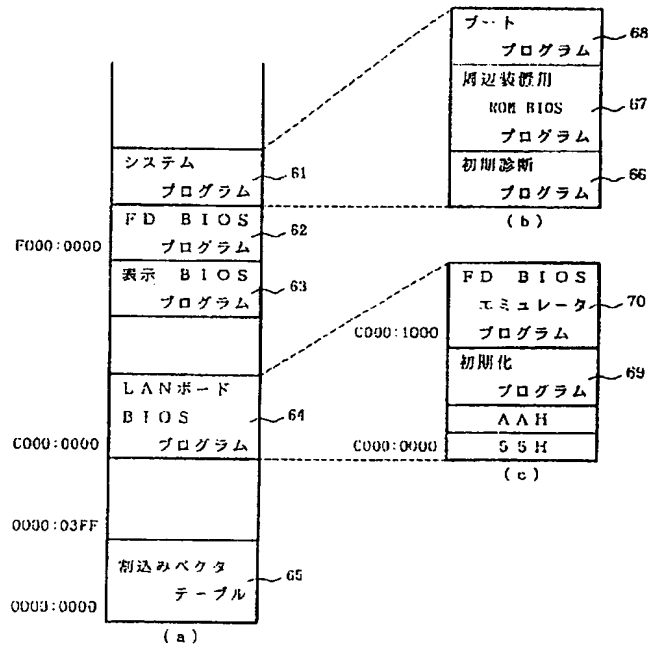 システム
プログラム
61
FD BIOS
プログラム
62
F000:0000
表示 BIOS
プログラム
63
LANボード
BIOS
プログラム
64
C000:0000
0000:03FF
割込みベクタ
テーブル
65
0000:0000
(a)
ブート
プログラム
68
周辺装置用
ROM BIOS
プログラム
67
初期診断
プログラム
66
(b)
FD BIOS
エミュレータ
プログラム
70
C000:1000
初期化
プログラム
69
AAH
55H
C000:0000
(c)